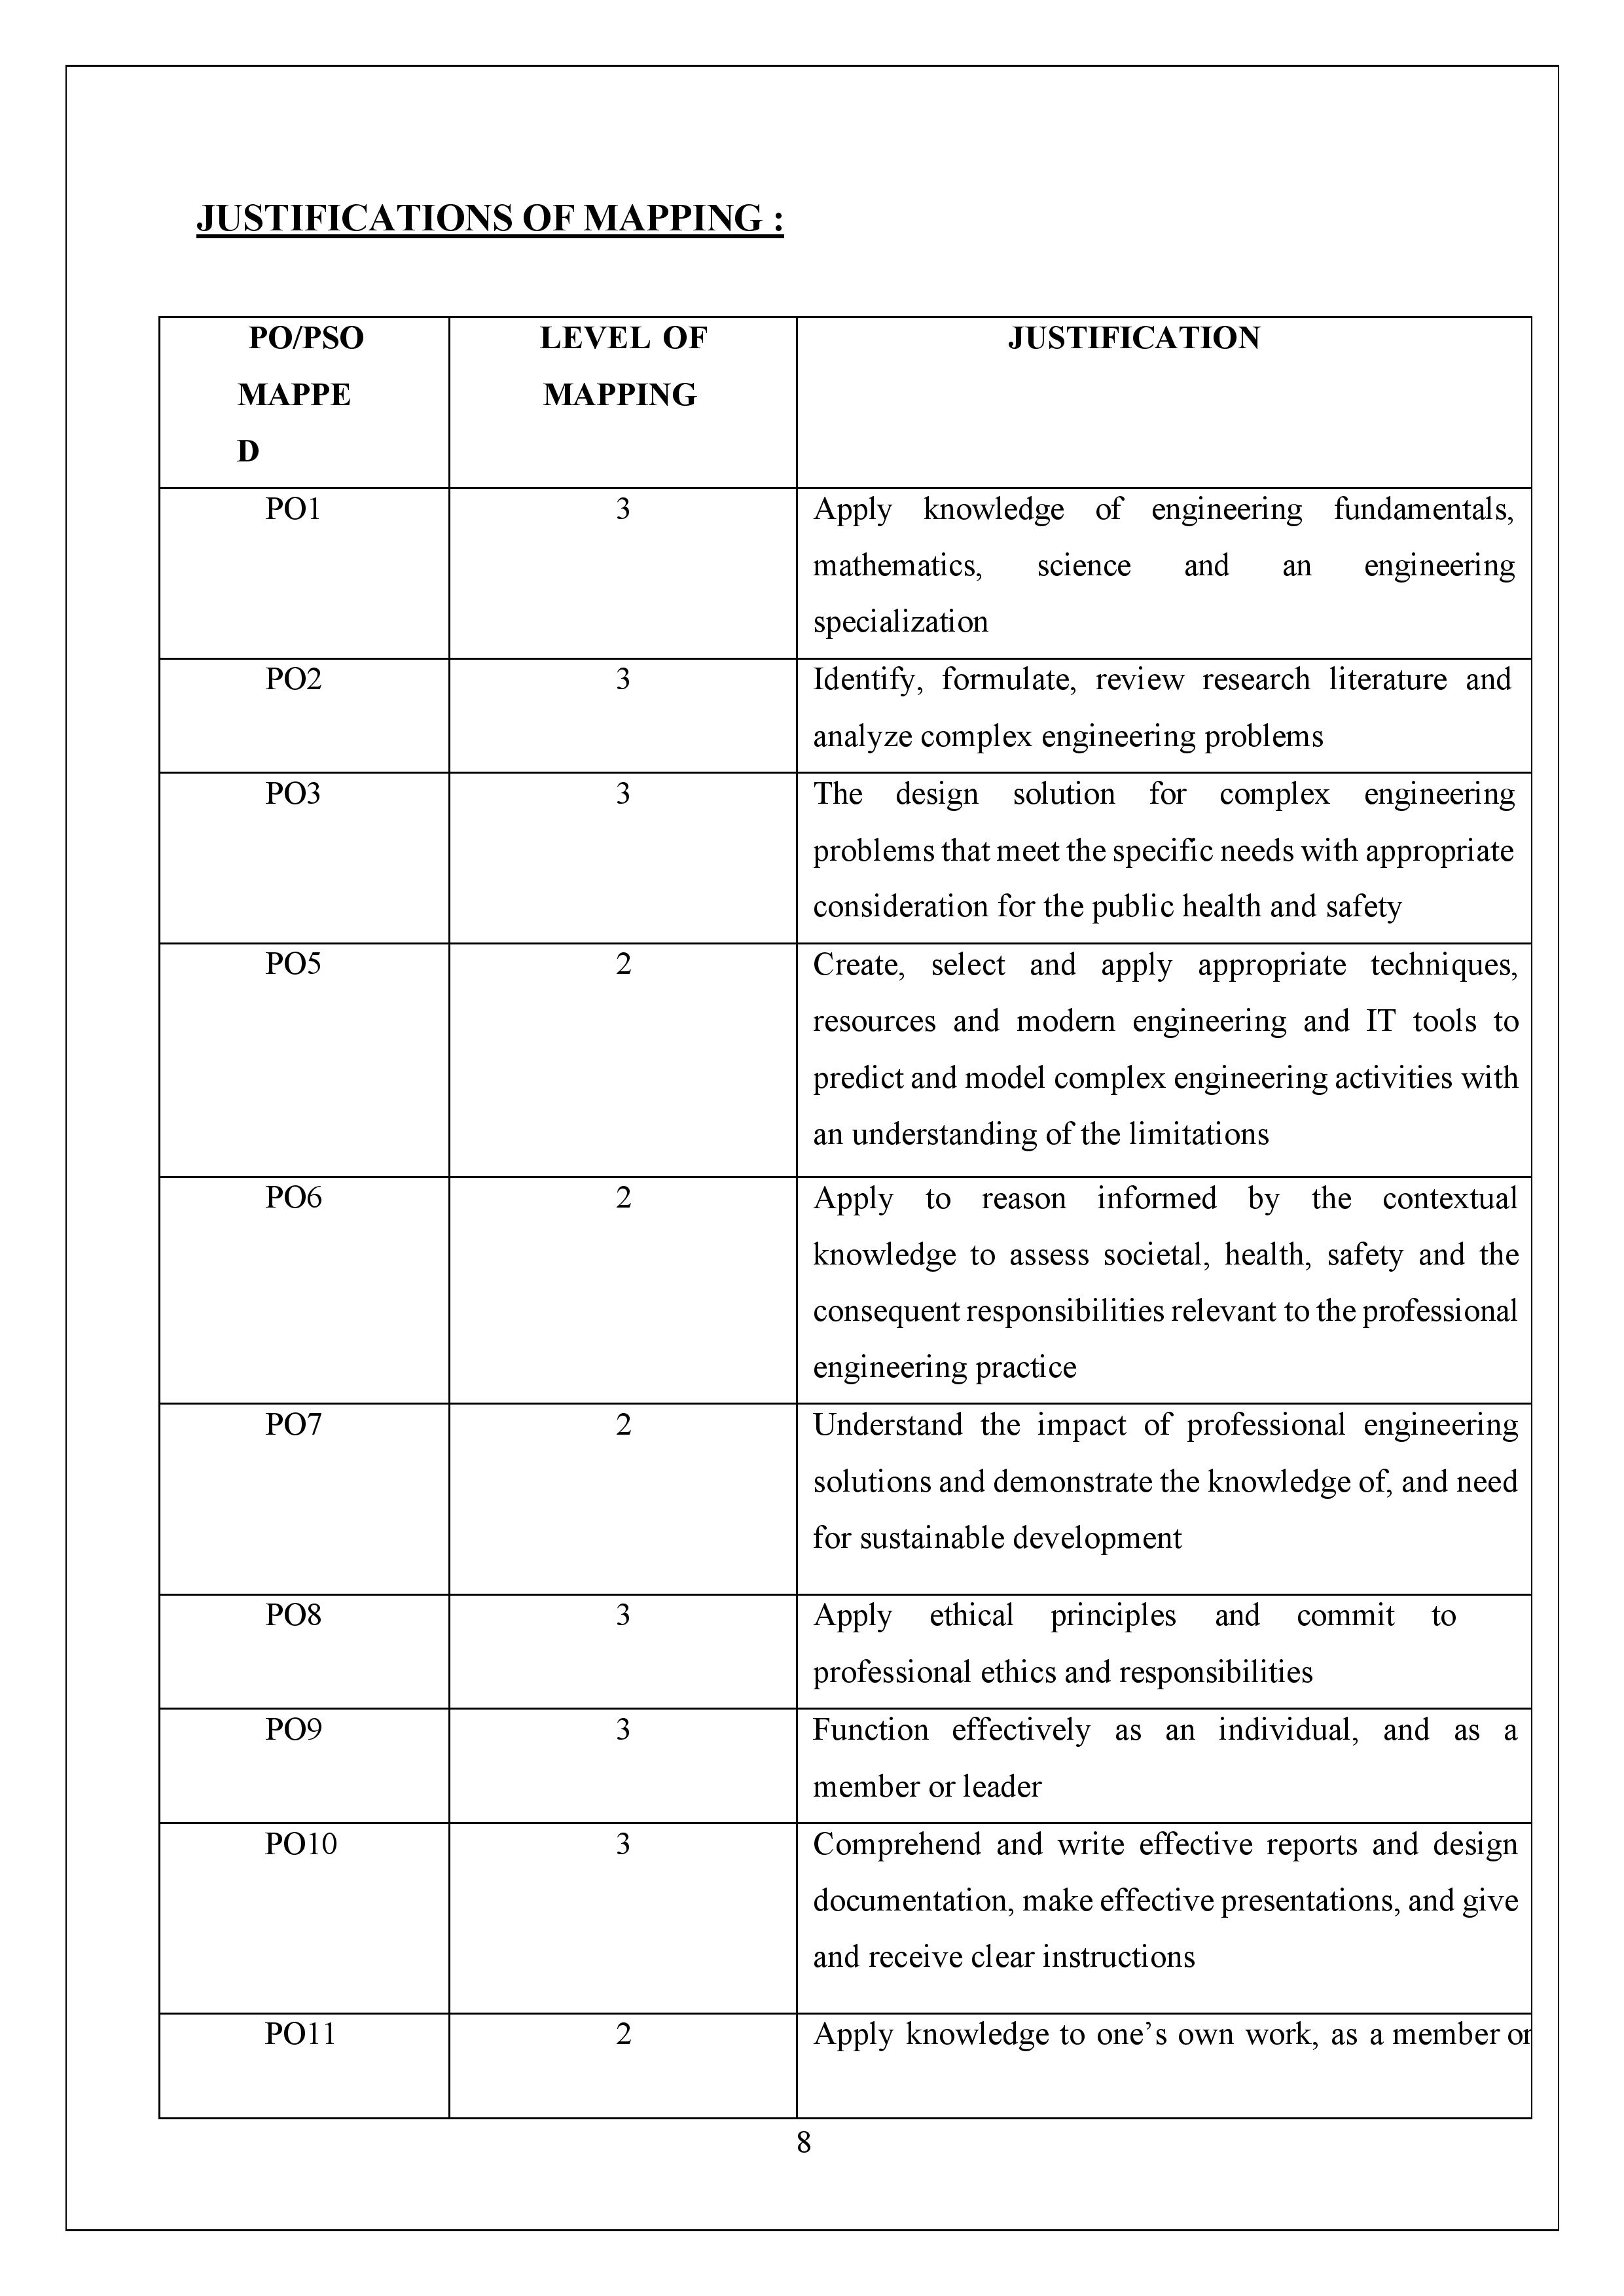 JUSTIFICATIONS OF MAPPING :
PO/PSO
MAPPE
D
LEVEL OF
MAPPING
JUSTIFICATION
PO1
3
Apply knowledge of engineering fundamentals,
mathematics, science and an engineering
specialization
PO2
3
Identify, formulate, review research literature and
analyze complex engineering problems
PO3
3
The design solution for complex engineering
problems that meet the specific needs with appropriate
consideration for the public health and safety
PO5
2
Create, select and apply appropriate techniques,
resources and modern engineering and IT tools to
predict and model complex engineering activities with
an understanding of the limitations
PO6
2
Apply to reason informed by the contextual
knowledge to assess societal, health, safety and the
consequent responsibilities relevant to the professional
engineering practice
PO7
2
Understand the impact of professional engineering
solutions and demonstrate the knowledge of, and need
for sustainable development
PO8
3
Apply ethical principles and commit to
professional ethics and responsibilities
PO9
3
Function effectively as an individual, and as a
member or leader
PO10
3
Comprehend and write effective reports and design
documentation, make effective presentations, and give
and receive clear instructions
PO11
2
Apply knowledge to one’s own work, as a member or
8